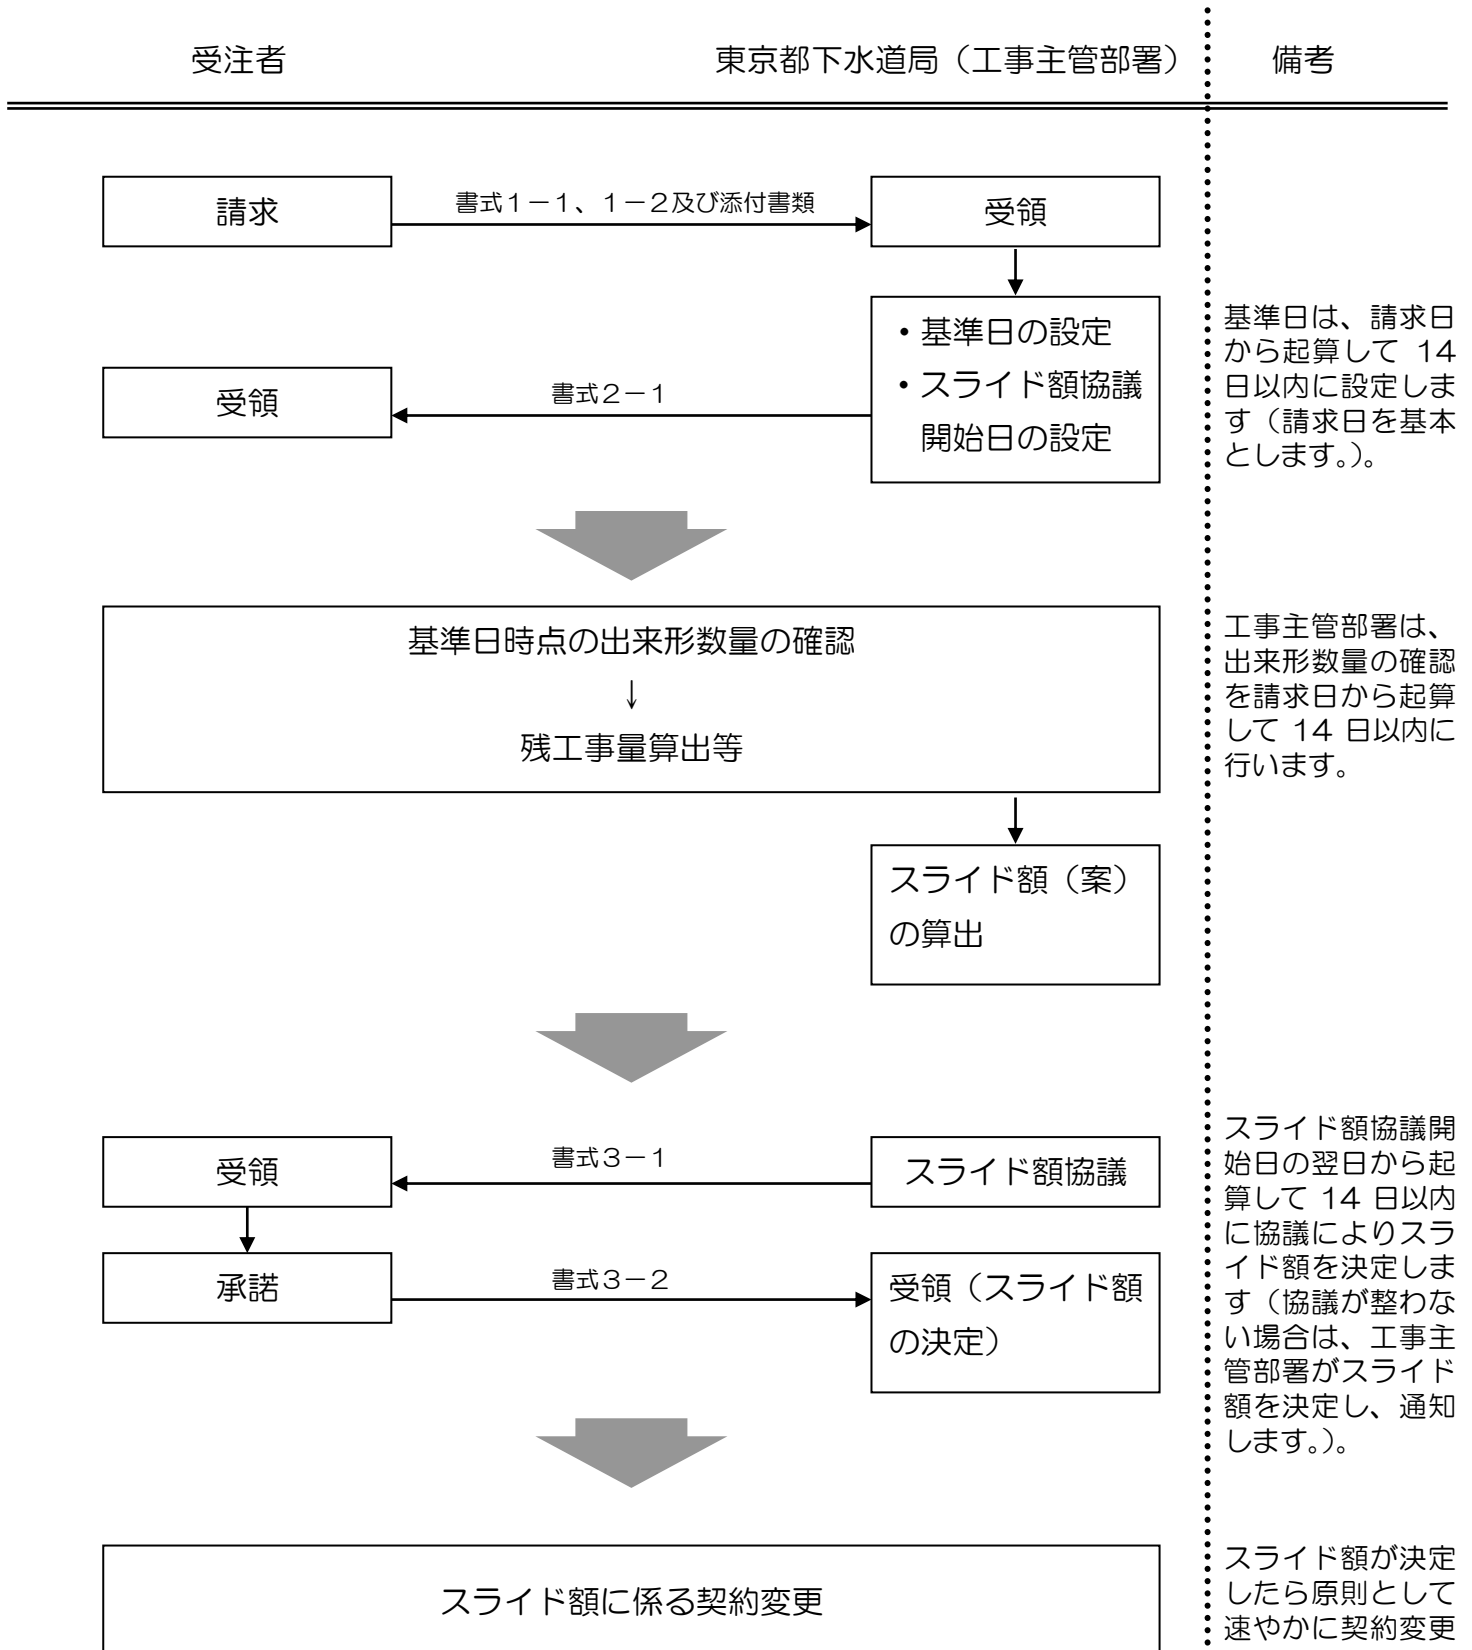 受注者
東京都下水道局（工事主管部署）
備考
請求
書式１－１、１－２及び添付書類
受領
・基準日の設定
・スライド額協議
開始日の設定
書式２－１
受領
基準日は、請求日
から起算して 14
日以内に設定しま
す（請求日を基本
とします。）。
基準日時点の出来形数量の確認
↓
残工事量算出等
工事主管部署は、
出来形数量の確認
を請求日から起算
して 14 日以内に
行います。
スライド額（案）
の算出
受領
書式３－１
スライド額協議
承諾
書式３－２
受領（スライド額
の決定）
スライド額協議開
始日の翌日から起
算して 14 日以内
に協議によりスラ
イド額を決定しま
す（協議が整わな
い場合は、工事主
管部署がスライド
額を決定し、通知
します。）。
スライド額に係る契約変更
スライド額が決定
したら原則として
速やかに契約変更